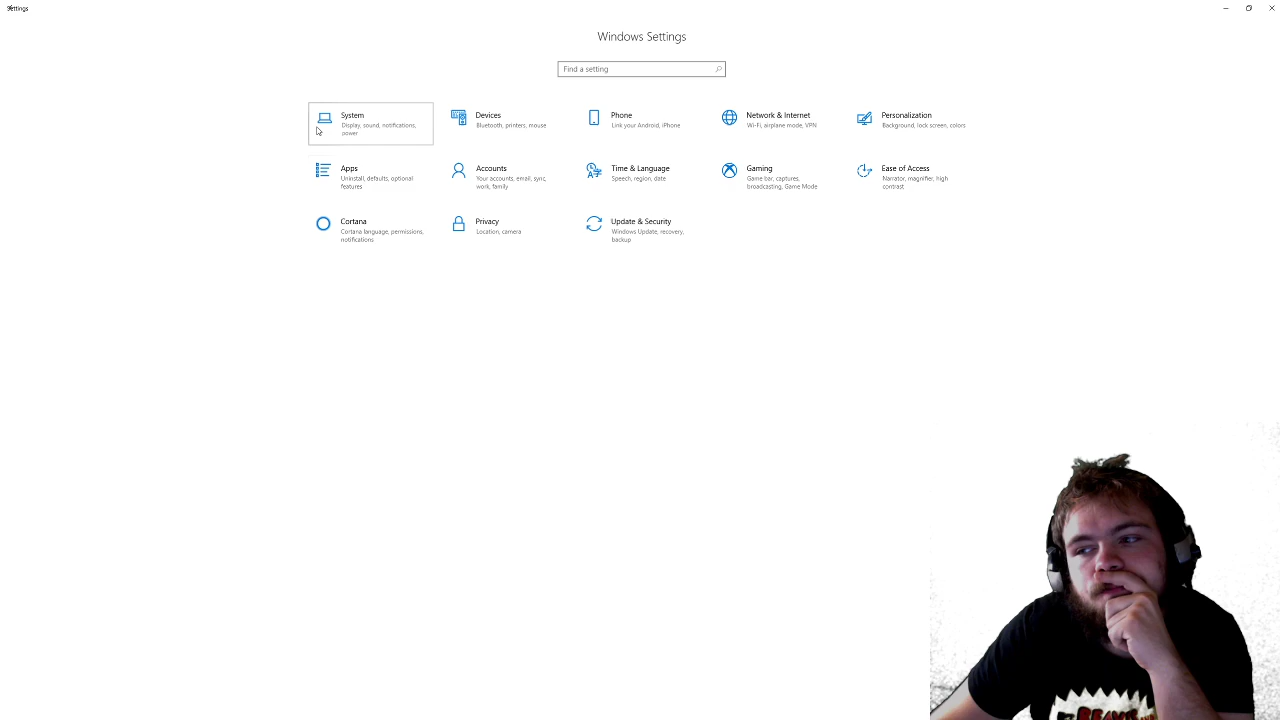 Settings
Windows Settings
Find a setting
System
Display, sound, notifications,
power
Devices
Bluetooth, printers, mouse
Phone
Link your Android, iPhone
Network & Internet
Wi-Fi, airplane mode, VPN
Personalization
Background, lock screen, colors
Apps
Uninstall, defaults, optional
features
Accounts
Your accounts, email, sync,
work, family
Time & Language
Speech, region, date
Gaming
Game bar, captures,
broadcasting, Game Mode
Ease of Access
Narrator, magnifier, high
contrast
Cortana
Cortana language, permissions,
notifications
Privacy
Location, camera
Update & Security
Windows Update, recovery,
backup